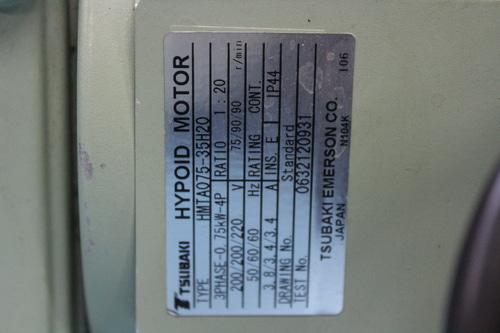 TSUBAKI HYPOID MOTOR
TYPE HMTA075-35H20
3PHASE-0.75kW-4P RATIO 1:20
200/200/220 V 75/90/90 r/min
50/60/60 Hz RATING CONT.
3.8/3.4/3.4 A INS. E IP44
DRAWING No. Standard
TEST No. 0632120931
TSUBAKI EMERSON CO.
JAPAN N104K 106